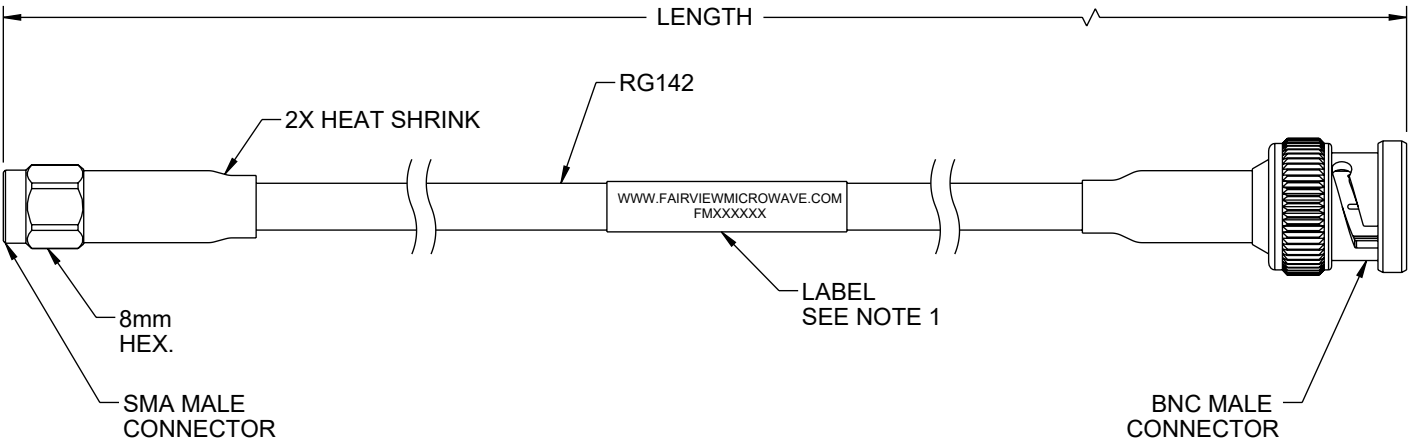 LENGTH
RG142
2X HEAT SHRINK
WWW.FAIRVIEWMICROWAVE.COM
FMXXXXXX
LABEL
SEE NOTE 1
8mm
HEX.
SMA MALE
CONNECTOR
BNC MALE
CONNECTOR